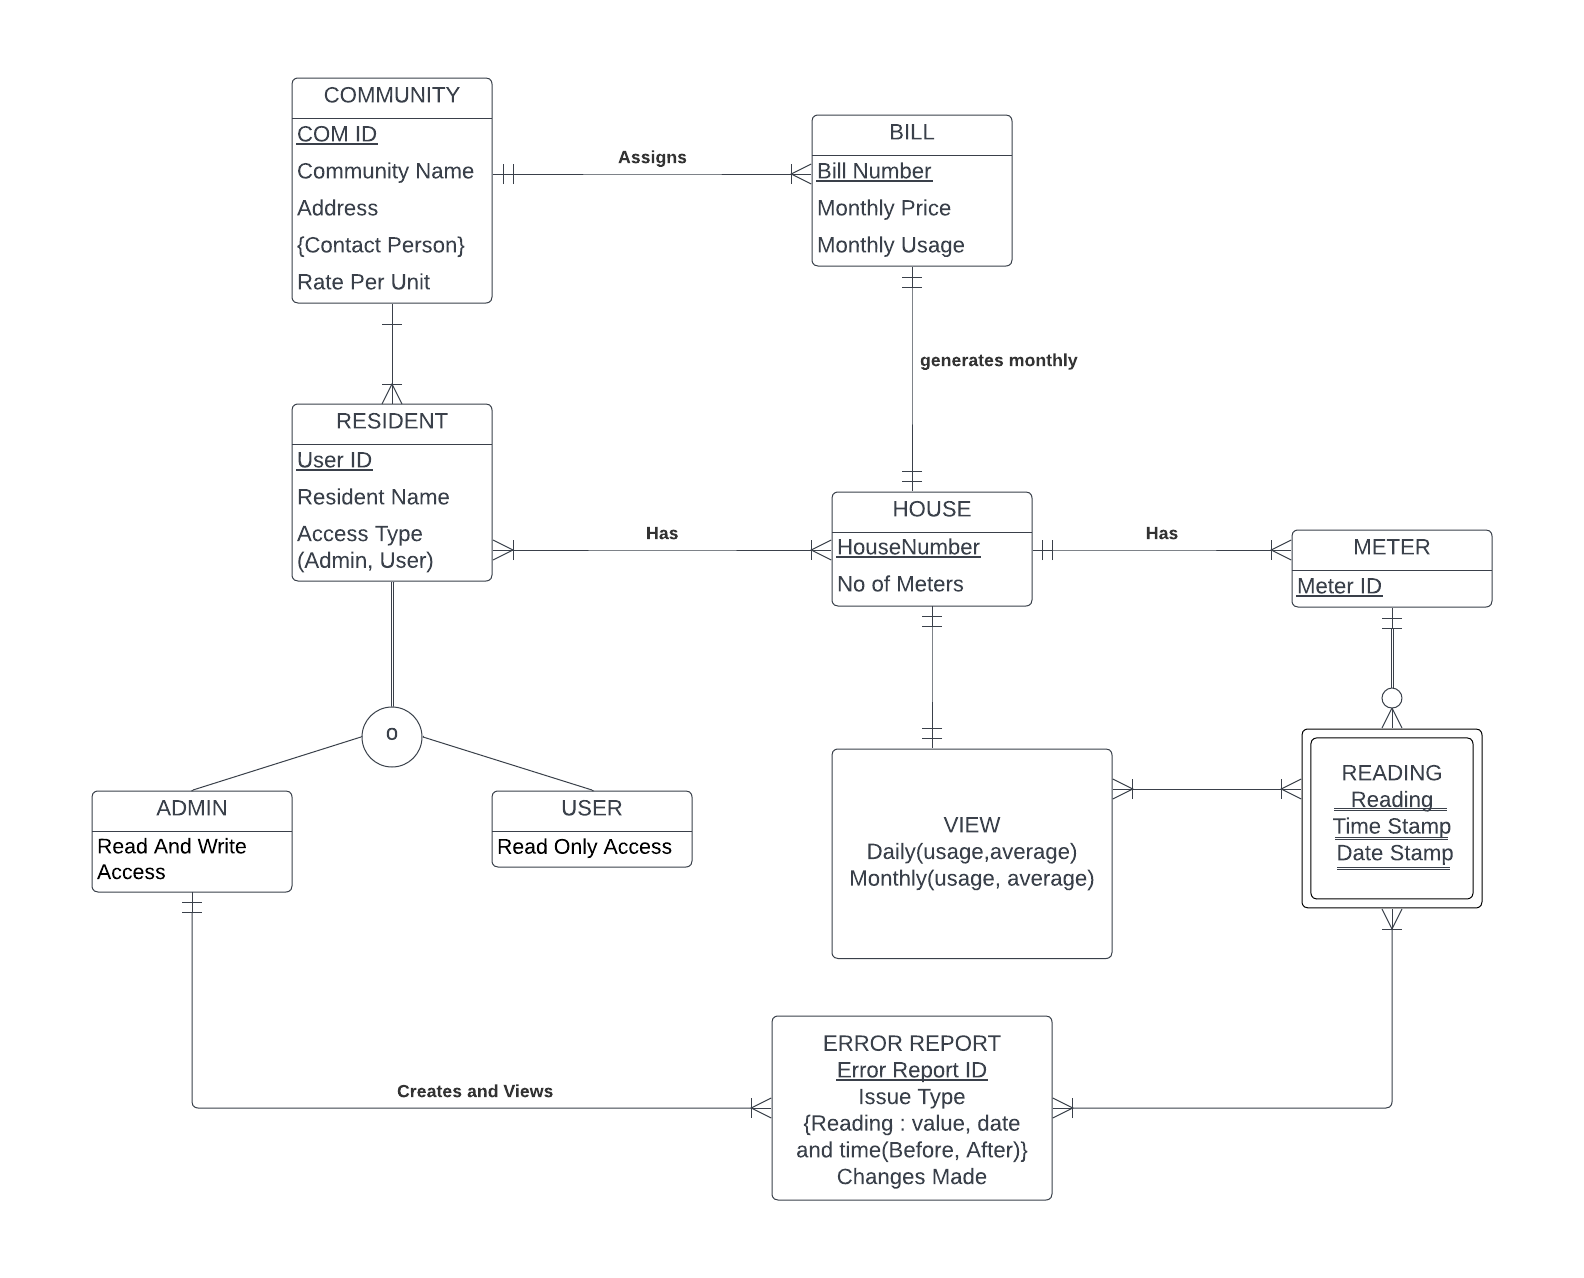 COMMUNITY
COM ID
Community Name
Address
{Contact Person}
Rate Per Unit
Assigns
BILL
Bill Number
Monthly Price
Monthly Usage
generates monthly
RESIDENT
User ID
Resident Name
Access Type
(Admin, User)
Has
HOUSE
HouseNumber
No of Meters
Has
METER
Meter ID
o
ADMIN
Read And Write
Access
USER
Read Only Access
VIEW
Daily(usage,average)
Monthly(usage, average)
READING
Reading
Time Stamp
Date Stamp
Creates and Views
ERROR REPORT
Error Report ID
Issue Type
{Reading : value, date
and time(Before, After)}
Changes Made